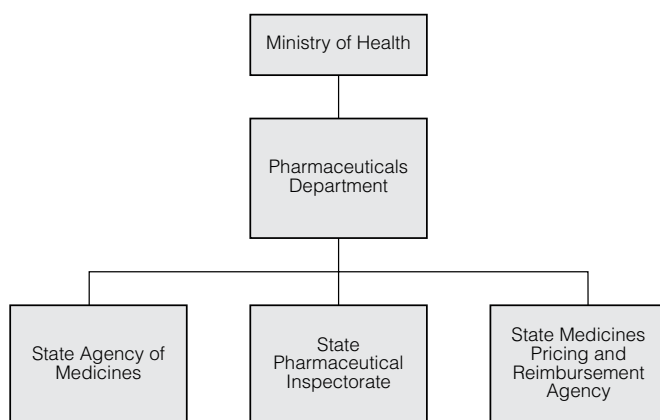 Ministry of Health
Pharmaceuticals
Department
State Agency of
Medicines
State
Pharmaceutical
Inspectorate
State Medicines
Pricing and
Reimbursement
Agency